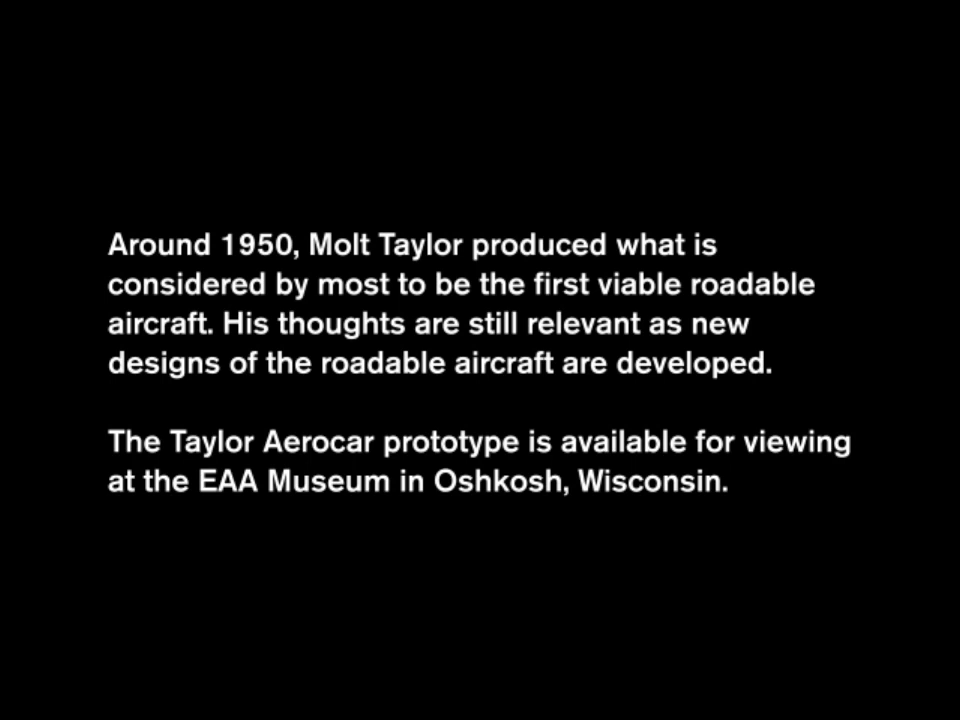 Around 1950, Molt Taylor produced what is
considered by most to be the first viable roadable
aircraft. His thoughts are still relevant as new
designs of the roadable aircraft are developed.
The Taylor Aerocar prototype is available for viewing
at the EAA Museum in Oshkosh, Wisconsin.